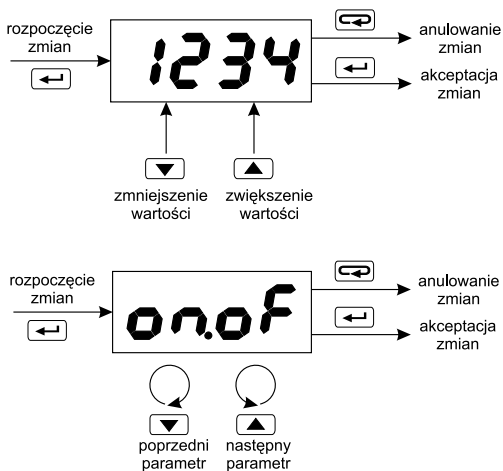 rozpoczęcie
zmian
1234
anulowanie
zmian
akceptacja
zmian
zmniejszenie
wartości
zwiększenie
wartości
rozpoczęcie
zmian
on.oF
anulowanie
zmian
akceptacja
zmian
poprzedni
parametr
następny
parametr